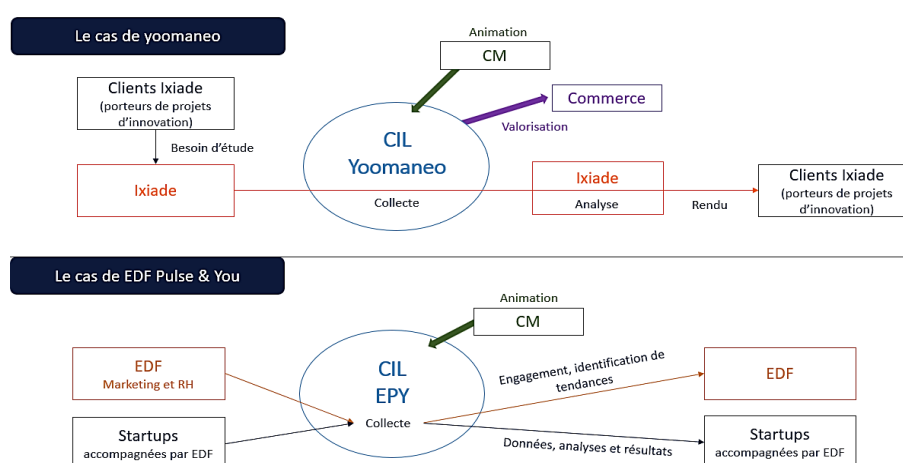 Le cas de yoomaneo
Animation
CM
Clients Ixiade
(porteurs de projets
d'innovation)
Commerce
Valorisation
CIL
Yoomaneo
Besoin d'étude
Ixiade
Collecte
Ixiade
Analyse
Rendu
Clients Ixiade
(porteurs de projets
d'innovation)
Le cas de EDF Pulse & You
Animation
CM
EDF
Marketing et RH
CIL
EPY
Collecte
Engagement, identification de
tendances
EDF
Startups
accompagnées par EDF
Données, analyses et résultats
Startups
accompagnées par EDF